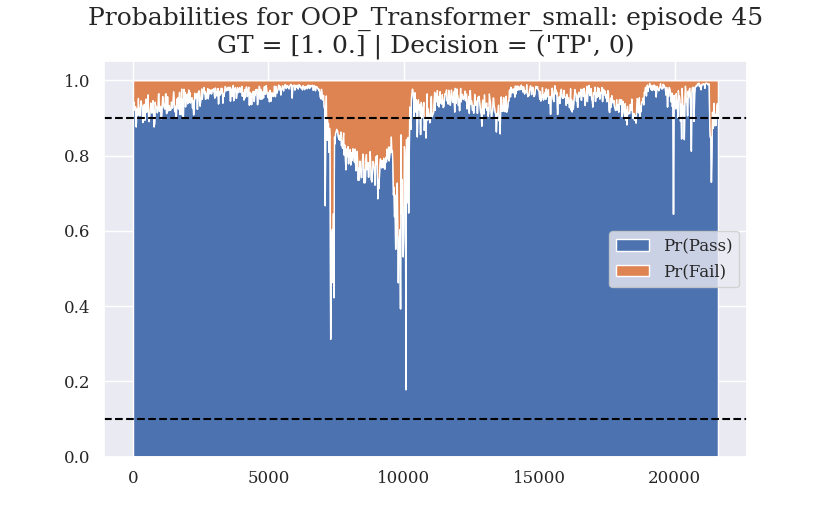 Probabilities for OOP_Transformer_small: episode 45
GT = [1. 0.] | Decision = ('TP', 0)
1.0
0.8
0.6
0.4
0.2
0.0
Pr(Pass)
Pr(Fail)
0
5000
10000
15000
20000